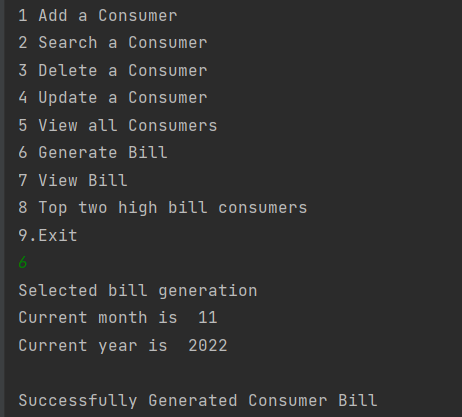 1 Add a Consumer
2 Search a Consumer
3 Delete a Consumer
4 Update a Consumer
5 View all Consumers
6 Generate Bill
7 View Bill
8 Top two high bill consumers
9.Exit
6
Selected bill generation
Current month is  11
Current year is  2022
Successfully Generated Consumer Bill